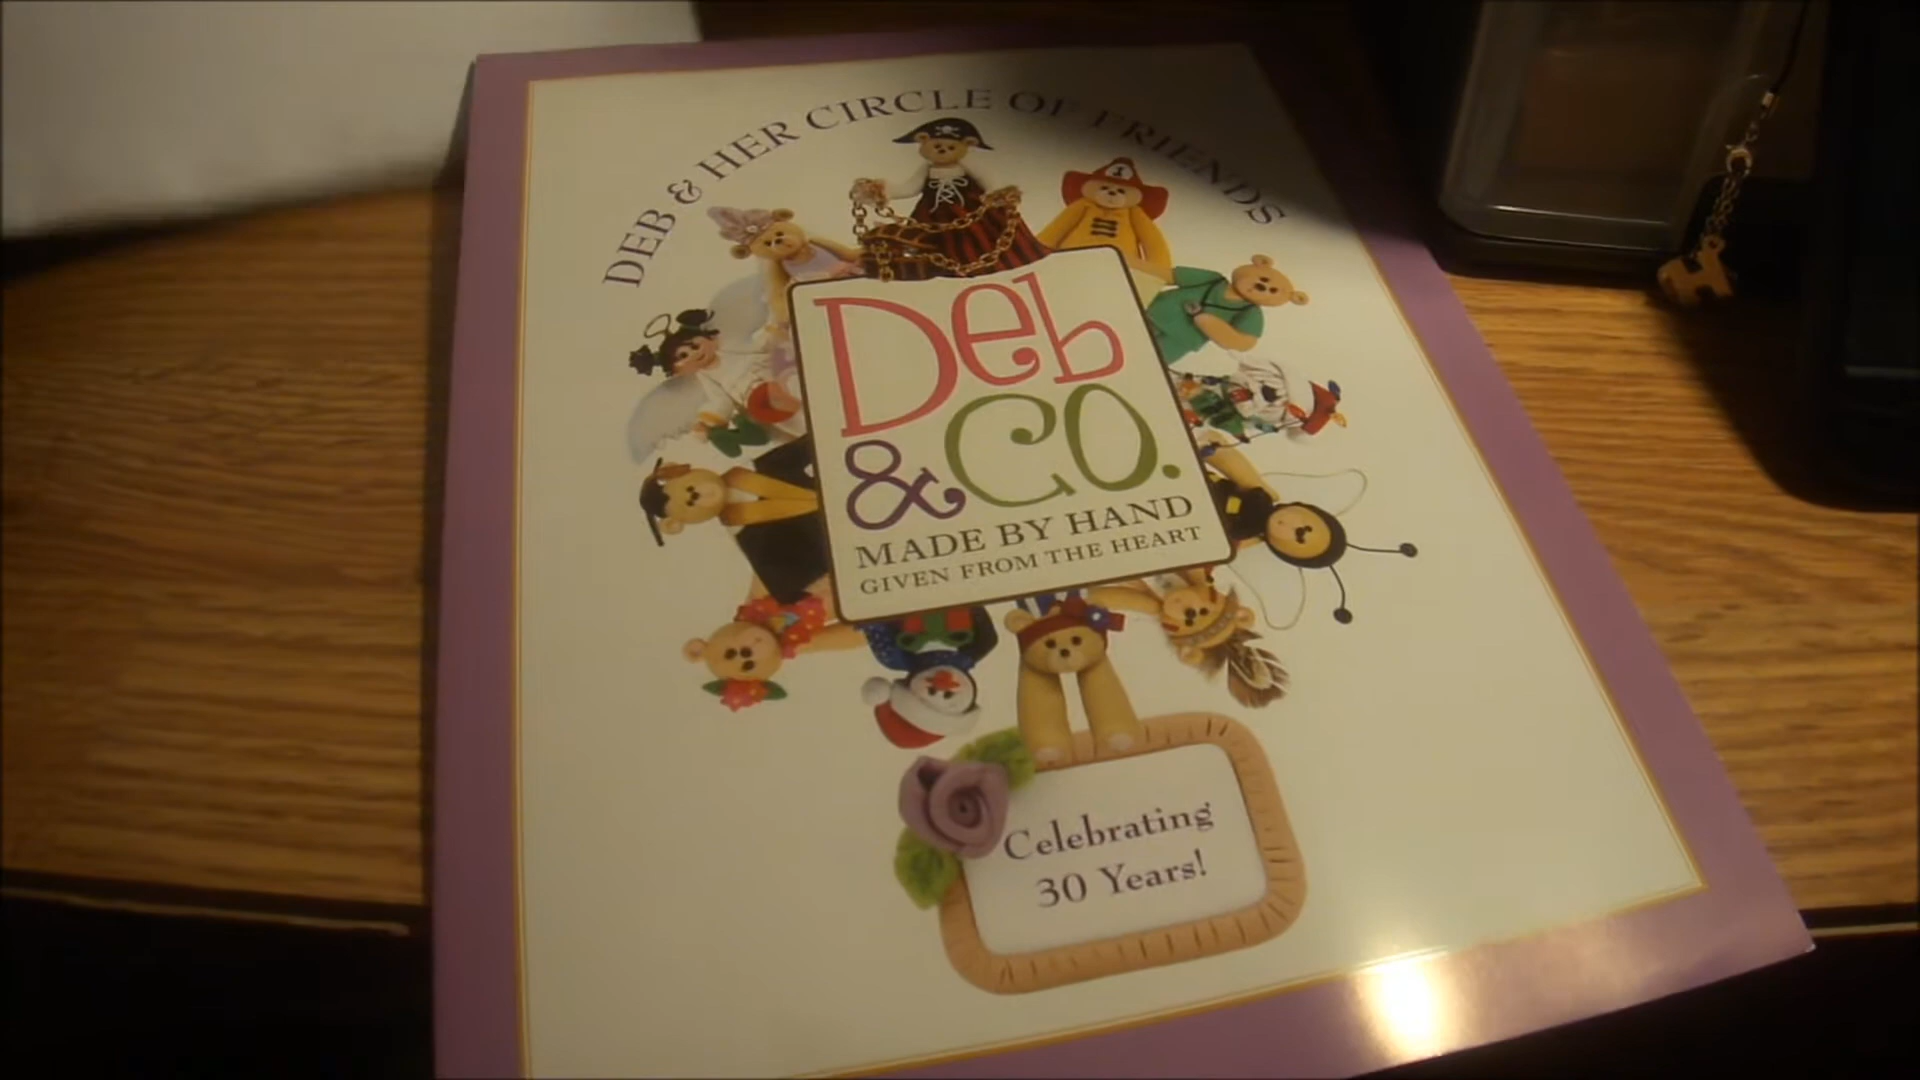 DEB & HER CIRCLE OF FRIENDS
Deb
& Co.
MADE BY HAND
GIVEN FROM THE HEART
Celebrating
30 Years!